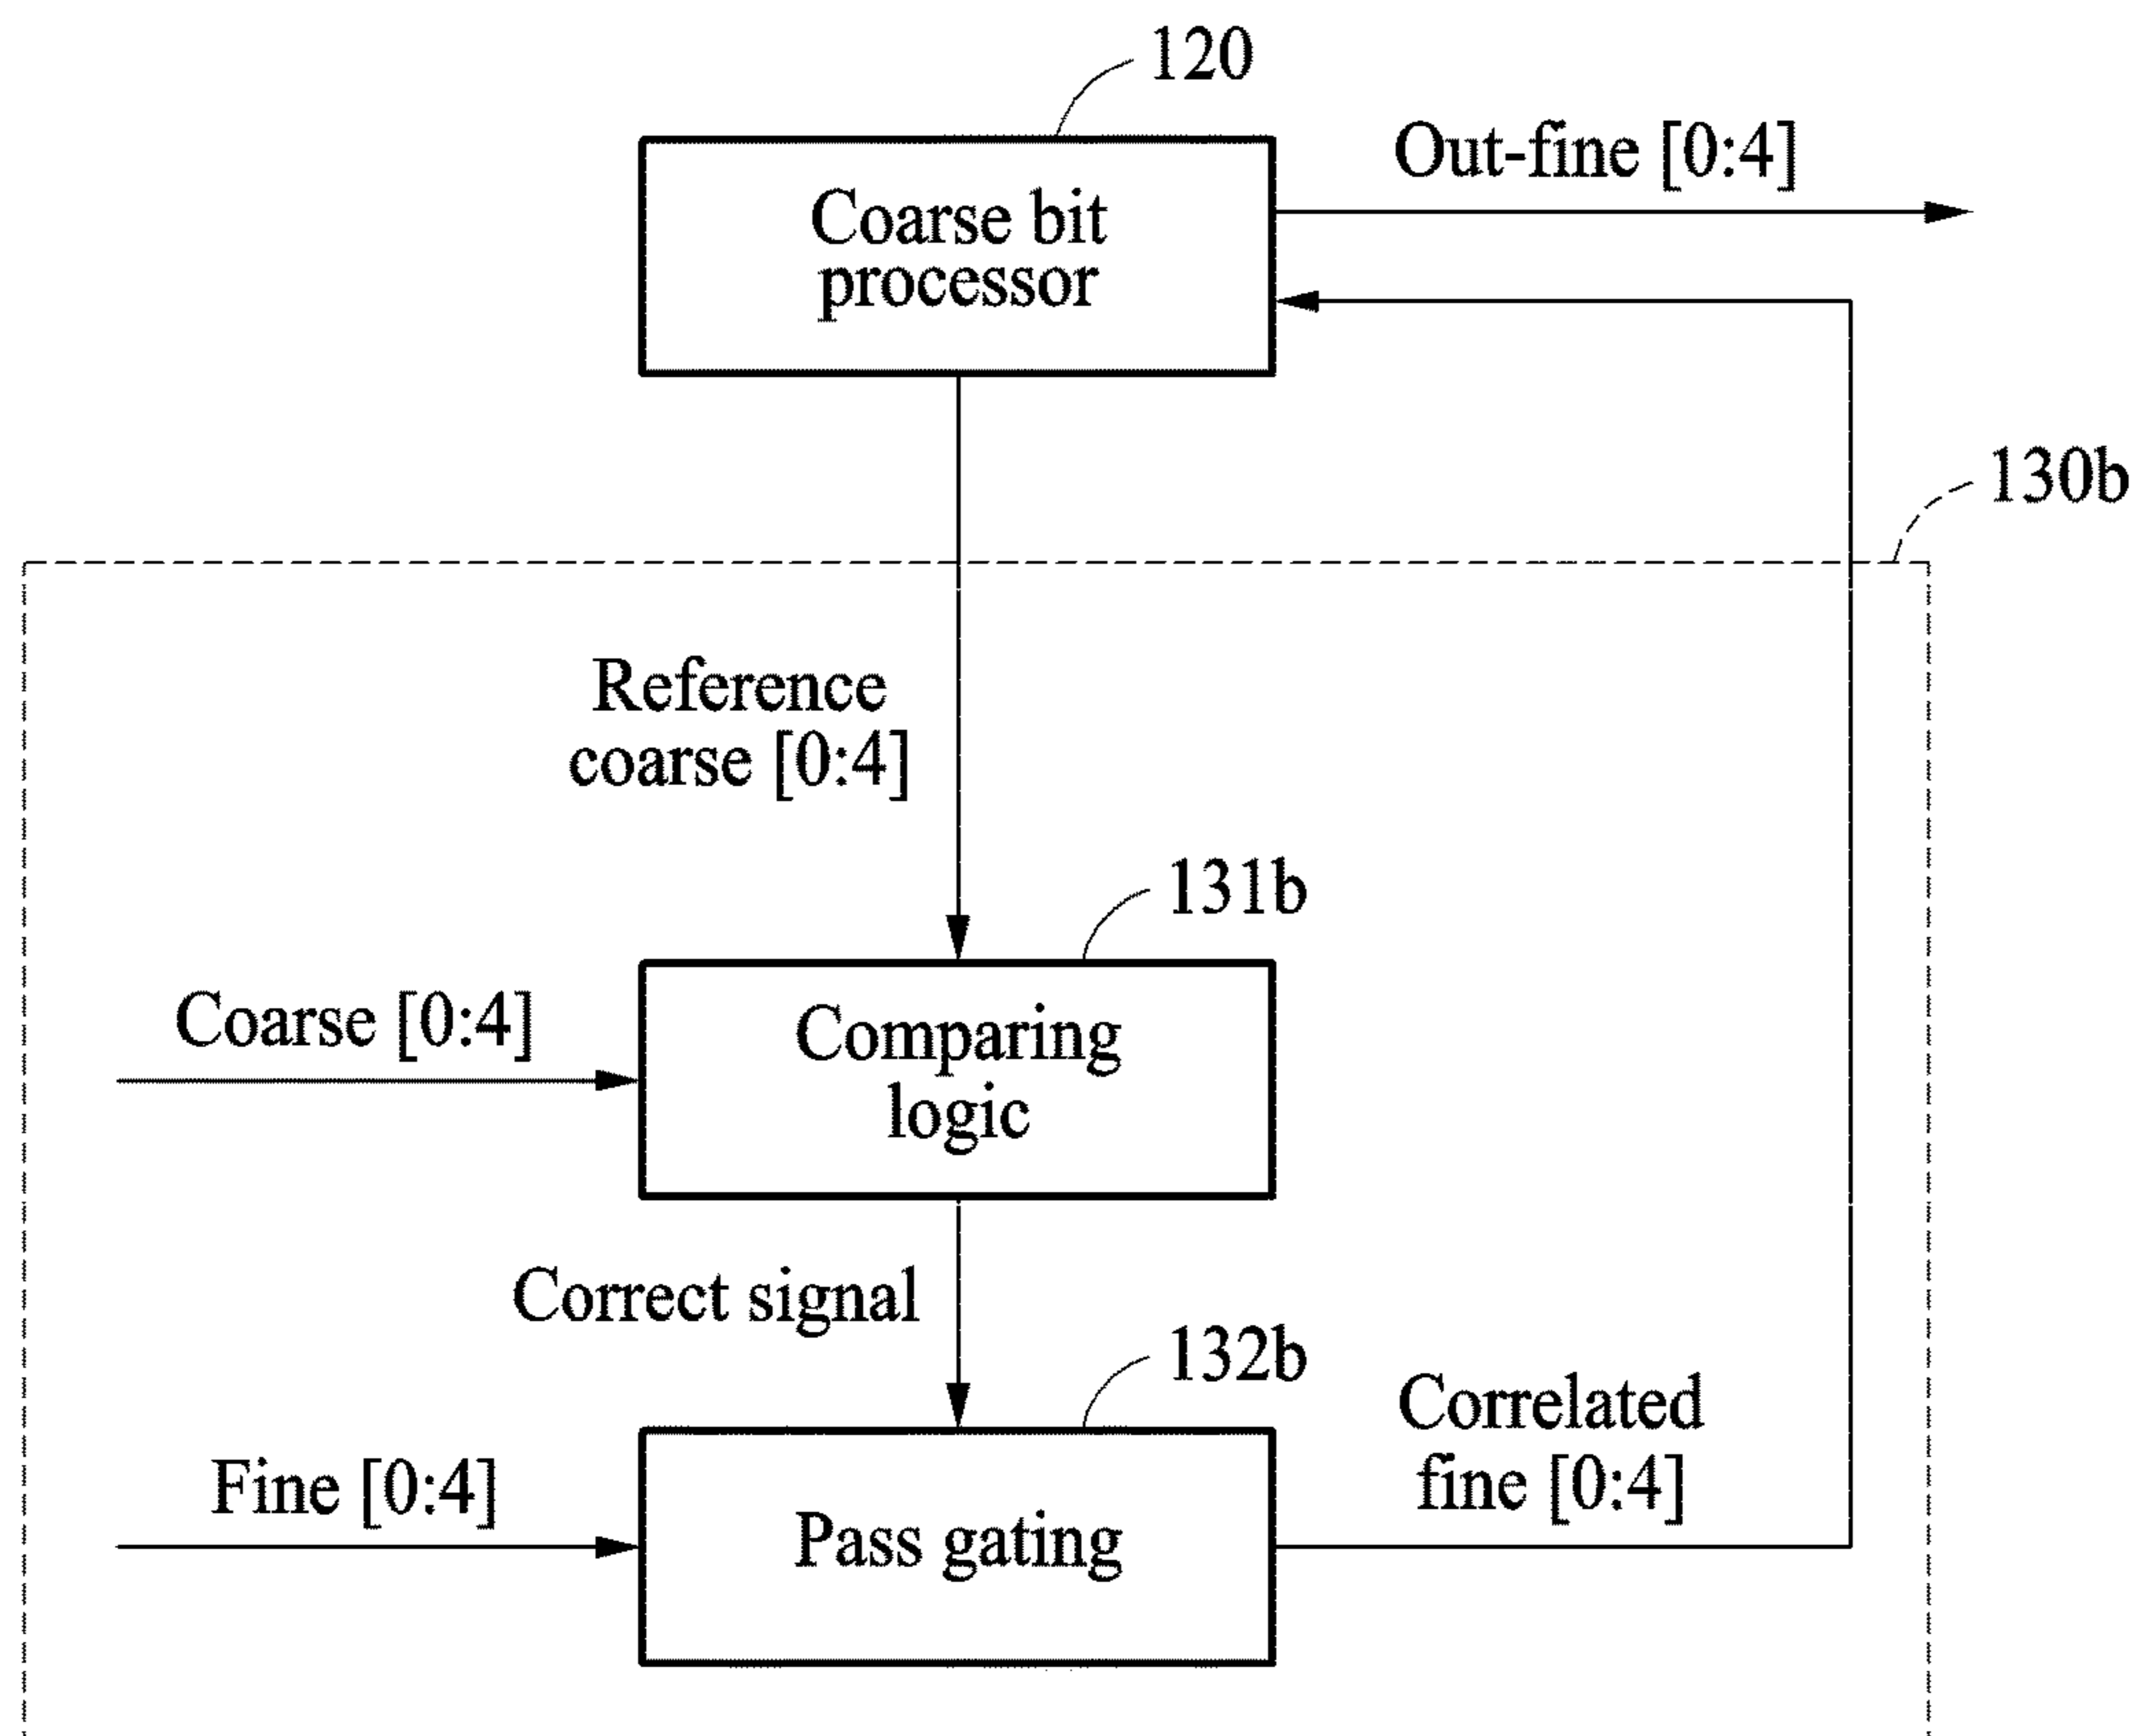 120
Out-fine [0:4]
Coarse bit
processor
130b
Reference
coarse [0:4]
131b
Coarse [0:4]
Comparing
logic
Correct signal
132b
Correlated
fine [0:4]
Fine [0:4]
Pass gating